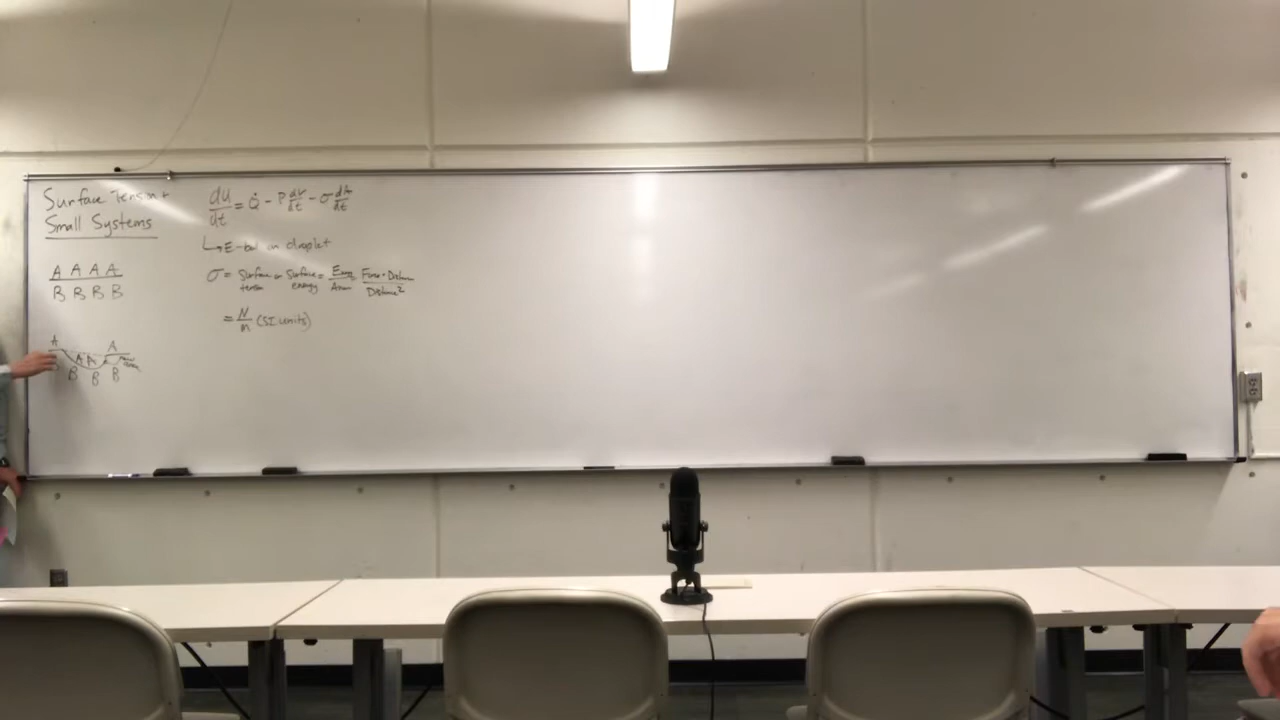 Surface Tension +
Small Systems
A A A A
B B B B
A A A A
B B B B
dU/dt = Q̇ - P dV/dt - σ dA/dt
↳ E-bal on droplet
σ = Surface tension or Surface energy = Energy/Area = Force · Distance/Distance²
= N/m (SI units)